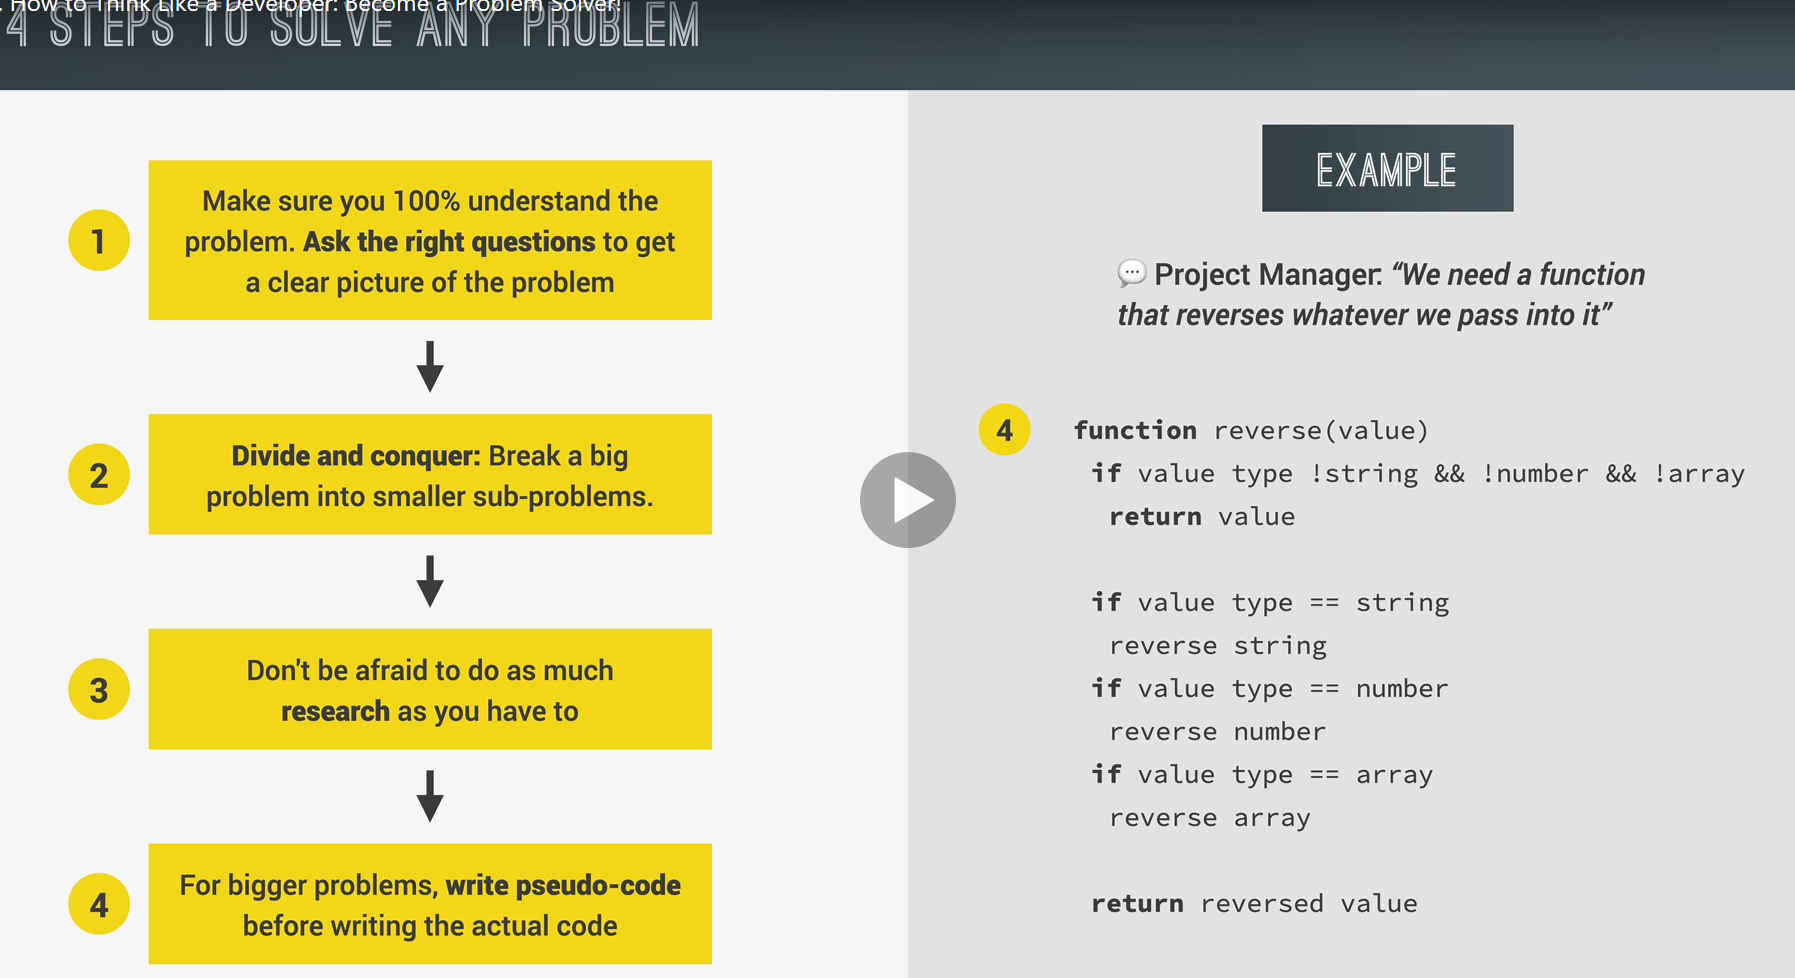 . How to Think Like a Developer: Become a Problem Solver!
4 STEPS TO SOLVE ANY PROBLEM
1
Make sure you 100% understand the
problem. Ask the right questions to get
a clear picture of the problem
2
Divide and conquer: Break a big
problem into smaller sub-problems.
3
Don't be afraid to do as much
research as you have to
4
For bigger problems, write pseudo-code
before writing the actual code
EXAMPLE
Project Manager: “We need a function
that reverses whatever we pass into it”
4
function reverse(value)
if value type !string && !number && !array
return value
if value type == string
reverse string
if value type == number
reverse number
if value type == array
reverse array
return reversed value